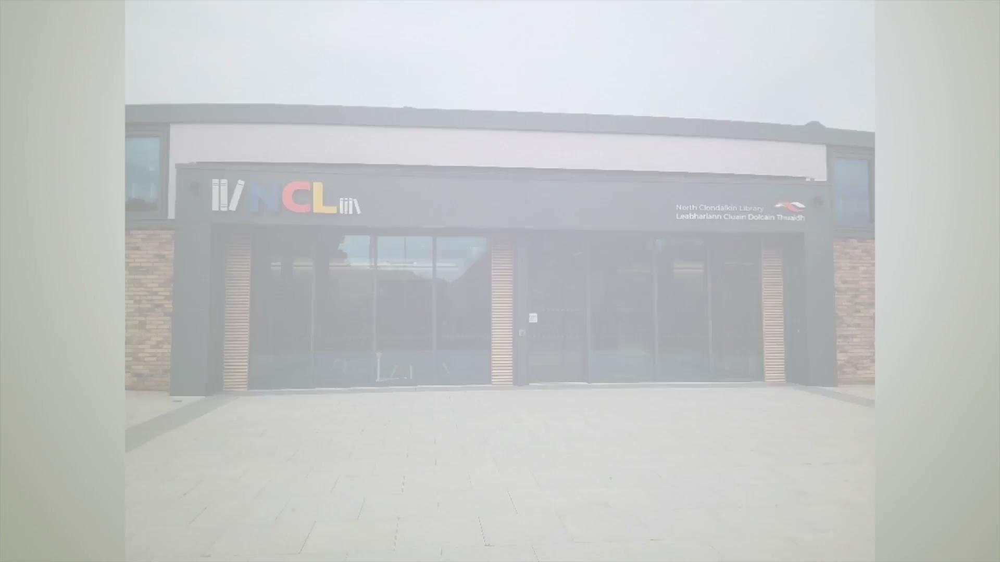 NCL
North Clondalkin Library
Leabharlann Cluain Dolcain Thuaidh